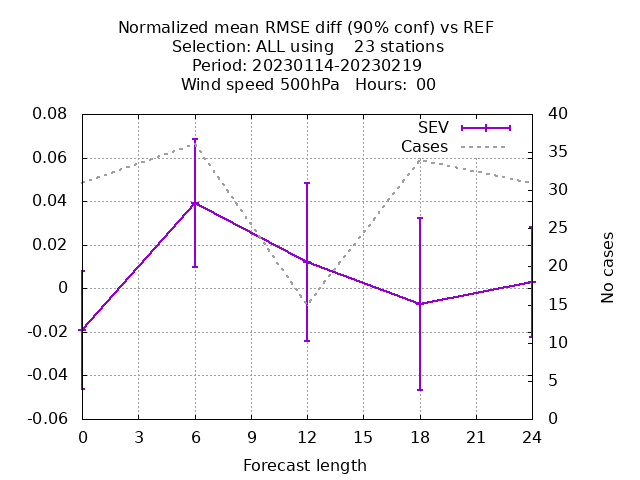 Normalized mean RMSE diff (90% conf) vs REF
Selection: ALL using    23 stations
Period: 20230114-20230219
Wind speed 500hPa   Hours:  00
SEV
Cases
0.08
0.06
0.04
0.02
0
-0.02
-0.04
-0.06
40
35
30
25
20
15
10
5
0
No cases
0 3 6 9 12 15 18 21 24
Forecast length